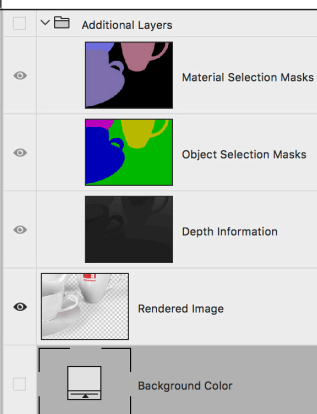 Additional Layers
Material Selection Masks
Object Selection Masks
Depth Information
Rendered Image
Background Color